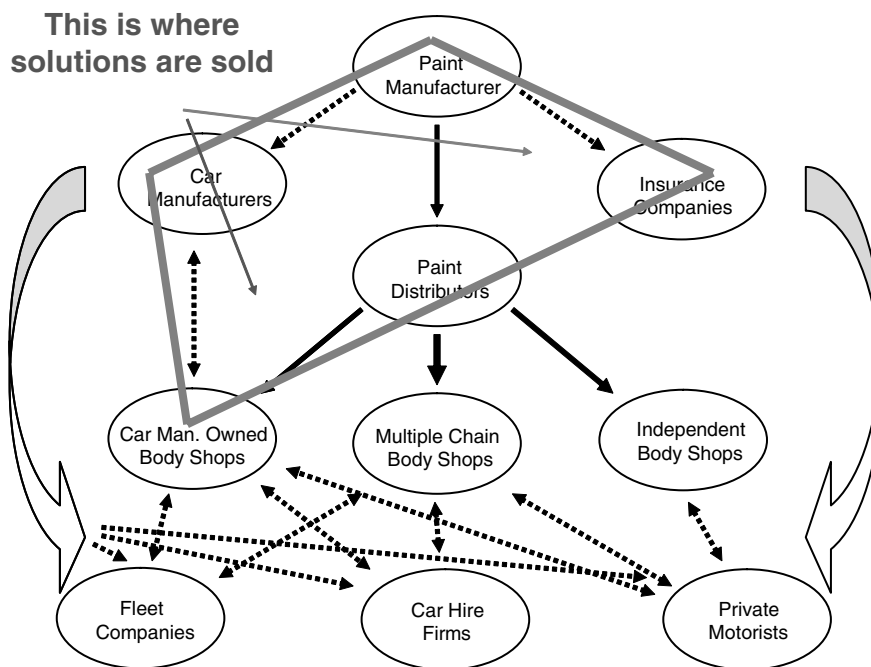 This is where
solutions are sold
Paint
Manufacturer
Car
Manufacturers
Insurance
Companies
Paint
Distributors
Car Man. Owned
Body Shops
Multiple Chain
Body Shops
Independent
Body Shops
Fleet
Companies
Car Hire
Firms
Private
Motorists